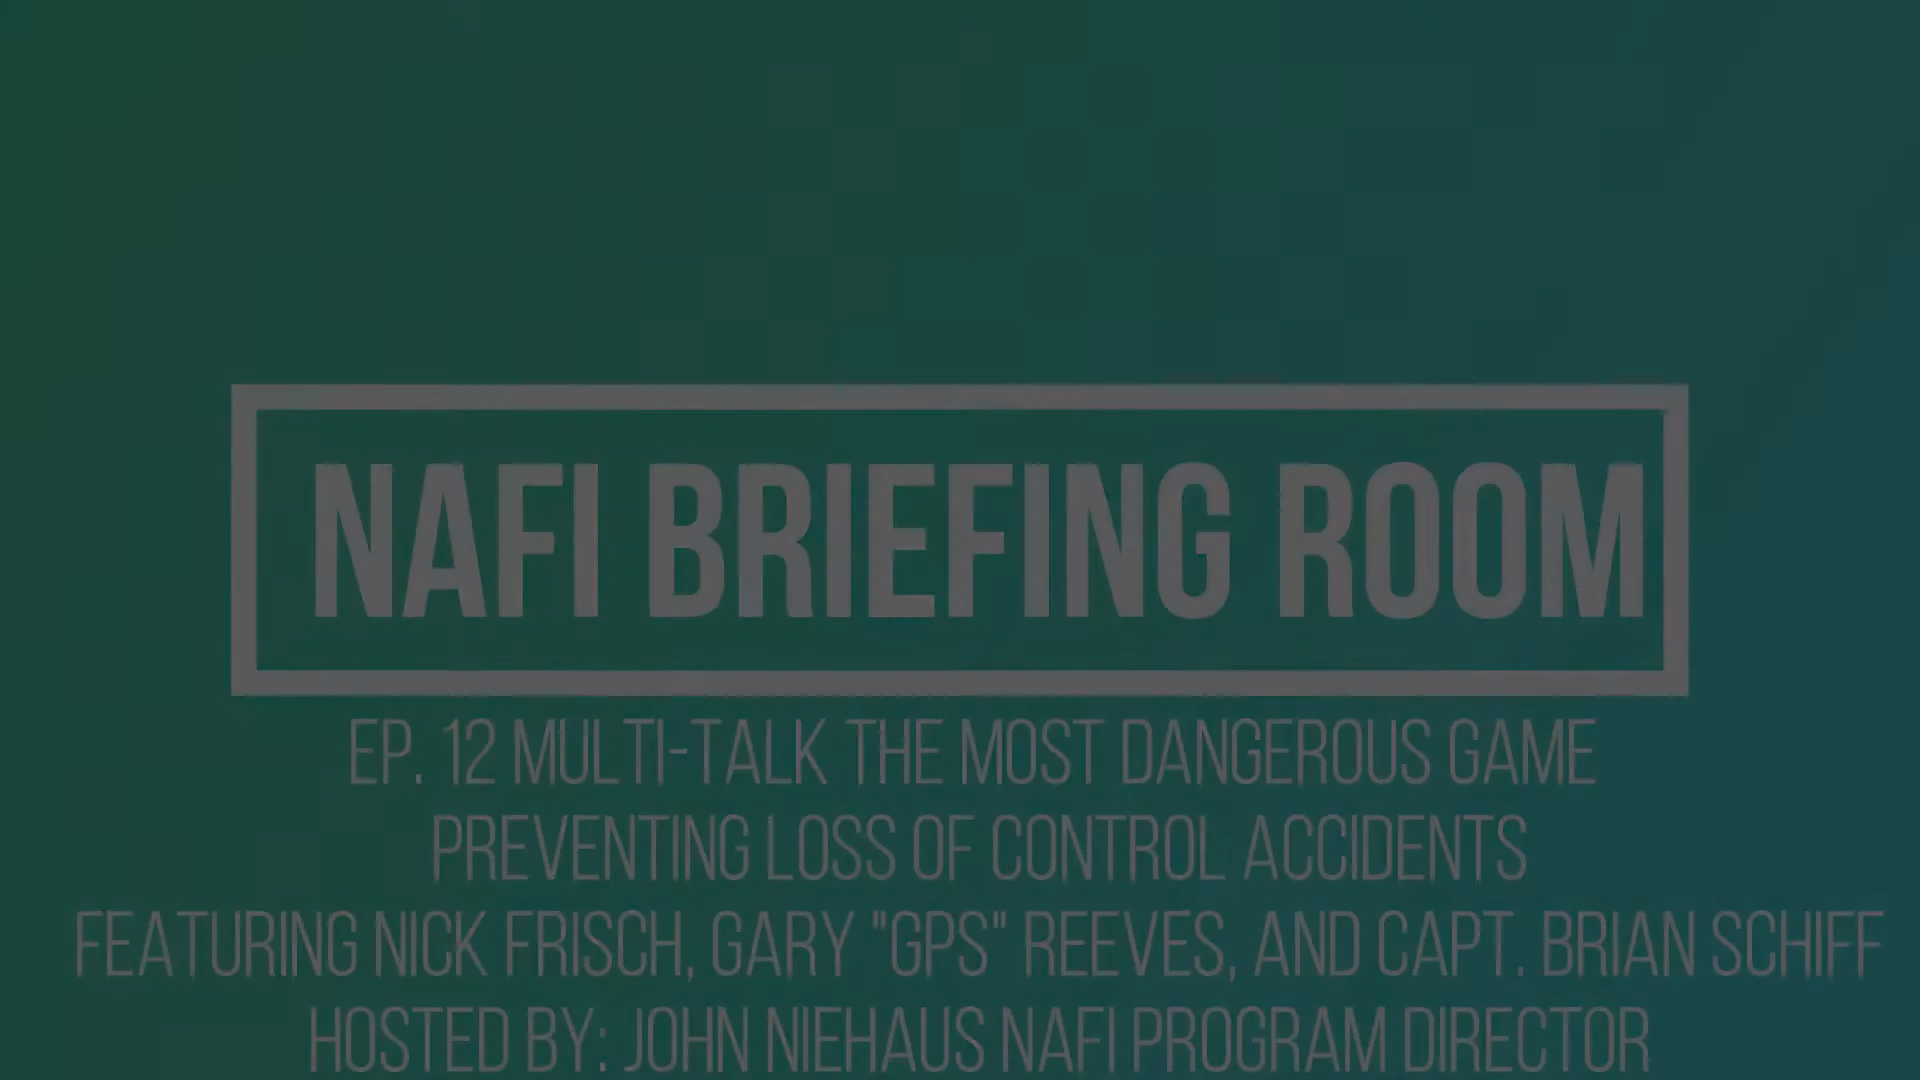 NAFI BRIEFING ROOM
EP. 12 MULTI-TALK THE MOST DANGEROUS GAME
PREVENTING LOSS OF CONTROL ACCIDENTS
FEATURING NICK FRISCH, GARY "GPS" REEVES, AND CAPT. BRIAN SCHIFF
HOSTED BY: JOHN NIEHAUS NAFI PROGRAM DIRECTOR